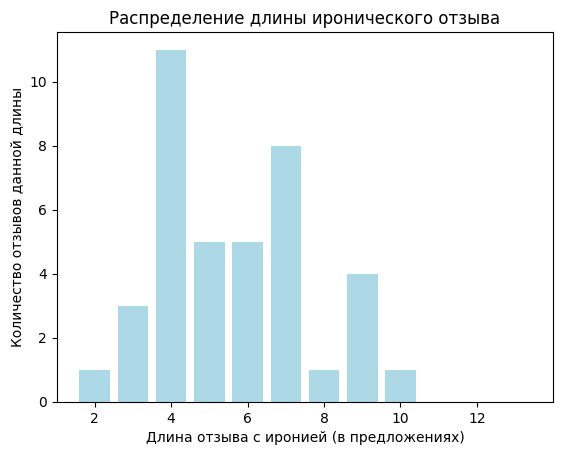 Распределение длины иронического отзыва
Количество отзывов данной длины
10
8
6
4
2
0
2 4 6 8 10 12
Длина отзыва с иронией (в предложениях)